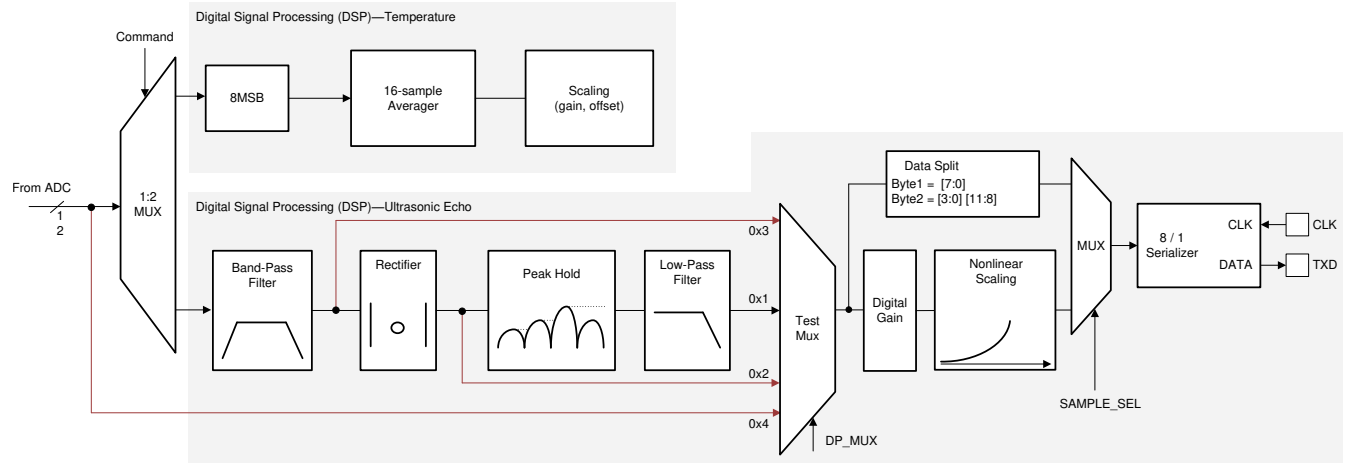 Digital Signal Processing (DSP)—Temperature
Command
8MSB
16-sample
Averager
Scaling
(gain, offset)
From ADC
1
2
1:2
MUX
Digital Signal Processing (DSP)—Ultrasonic Echo
Band-Pass
Filter
Rectifier
Peak Hold
Low-Pass
Filter
0x3
0x1
0x2
0x4
Test
Mux
DP_MUX
Data Split
Byte1 = [7:0]
Byte2 = [3:0] [11:8]
Digital
Gain
Nonlinear
Scaling
MUX
SAMPLE_SEL
8 / 1
Serializer
CLK
DATA
CLK
TXD